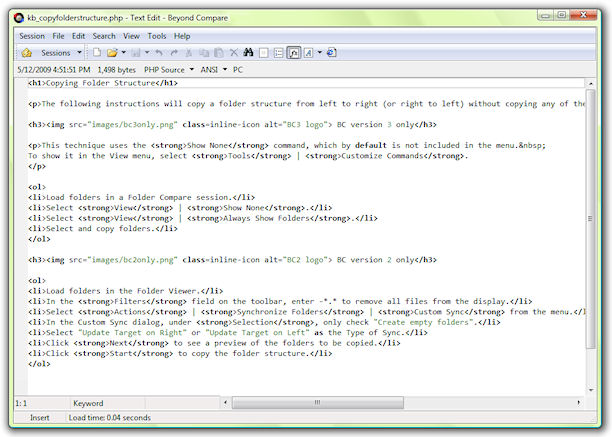 kb_copyfolderstructure.php - Text Edit - Beyond Compare
Session File Edit Search View Tools Help
Sessions
5/12/2009 4:51:51 PM 1,498 bytes PHP Source ANSI PC
<h1>Copying Folder Structure</h1>
<p>The following instructions will copy a folder structure from left to right (or right to left) without copying any of the
<h3><img src="images/bc3only.png" class=inline-icon alt="BC3 logo"> BC version 3 only</h3>
<p>This technique uses the <strong>Show None</strong> command, which by default is not included in the menu.&nbsp;
To show it in the View menu, select <strong>Tools</strong> | <strong>Customize Commands</strong>.
</p>
<ol>
<li>Load folders in a Folder Compare session.</li>
<li>Select <strong>View</strong> | <strong>Show None</strong>.</li>
<li>Select <strong>View</strong> | <strong>Always Show Folders</strong>.</li>
<li>Select and copy folders.</li>
</ol>
<h3><img src="images/bc2only.png" class=inline-icon alt="BC2 logo"> BC version 2 only</h3>
<ol>
<li>Load folders in the Folder Viewer.</li>
<li>In the <strong>Filters</strong> field on the toolbar, enter -*.* to remove all files from the display.</li>
<li>Select <strong>Actions</strong> | <strong>Synchronize Folders</strong> | <strong>Custom Sync</strong> from the menu.</l
<li>In the Custom Sync dialog, under <strong>Selection</strong>, only check "Create empty folders".</li>
<li>Select "Update Target on Right" or "Update Target on Left" as the Type of Sync.</li>
<li>Click <strong>Next</strong> to see a preview of the folders to be copied.</li>
<li>Click <strong>Start</strong> to copy the folder structure.</li>
</ol>
1: 1 Keyword
Insert Load time: 0.04 seconds